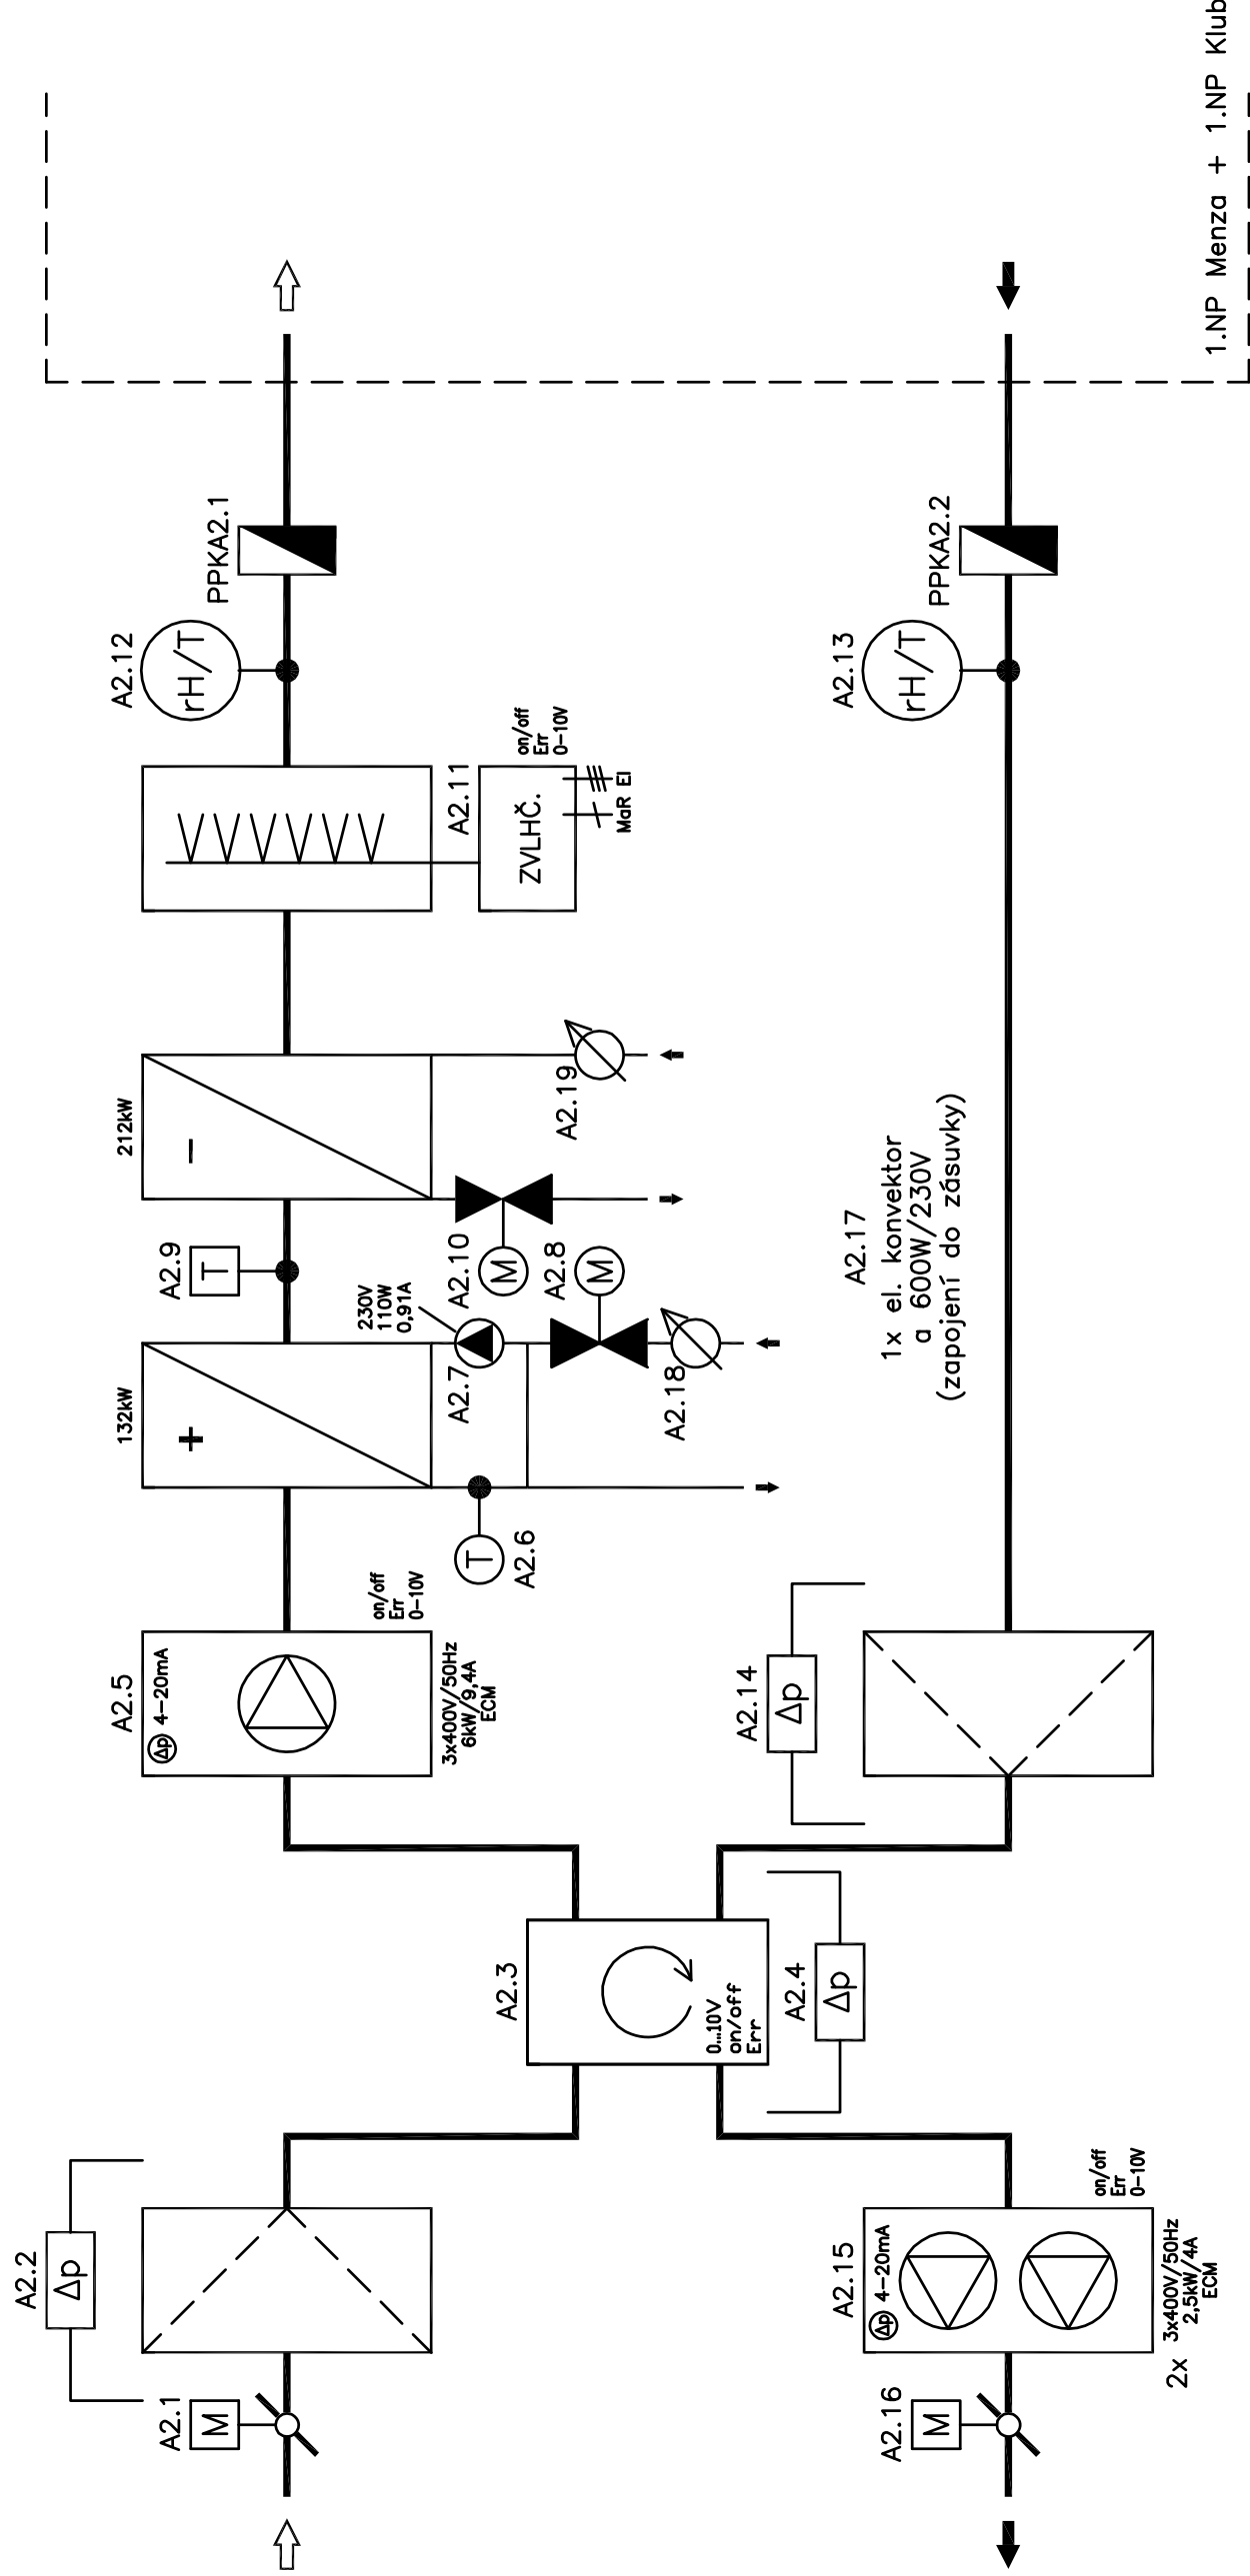 A2.1
M
A2.2
Δp
A2.3
0...10V
on/off
Err
A2.4
Δp
A2.5
Δp 4-20mA
on/off
Err
0-10V
3x400V/50Hz
6kW/9,4A
ECM
132kW
+
T
A2.6
A2.7
230V
110W
0,91A
A2.8
M
A2.18
A2.9
T
212kW
-
A2.10
M
A2.19
A2.11
ZVLHČ.
on/off
Err
0-10V
MaR El
A2.12
rH/T
PPKA2.1
A2.16
M
A2.15
Δp 4-20mA
on/off
Err
0-10V
2x 3x400V/50Hz
2,5kW/4A
ECM
A2.14
Δp
A2.17
1x el. konvektor
a 600W/230V
(zapojení do zásuvky)
A2.13
rH/T
PPKA2.2
1.NP Menza + 1.NP Klub